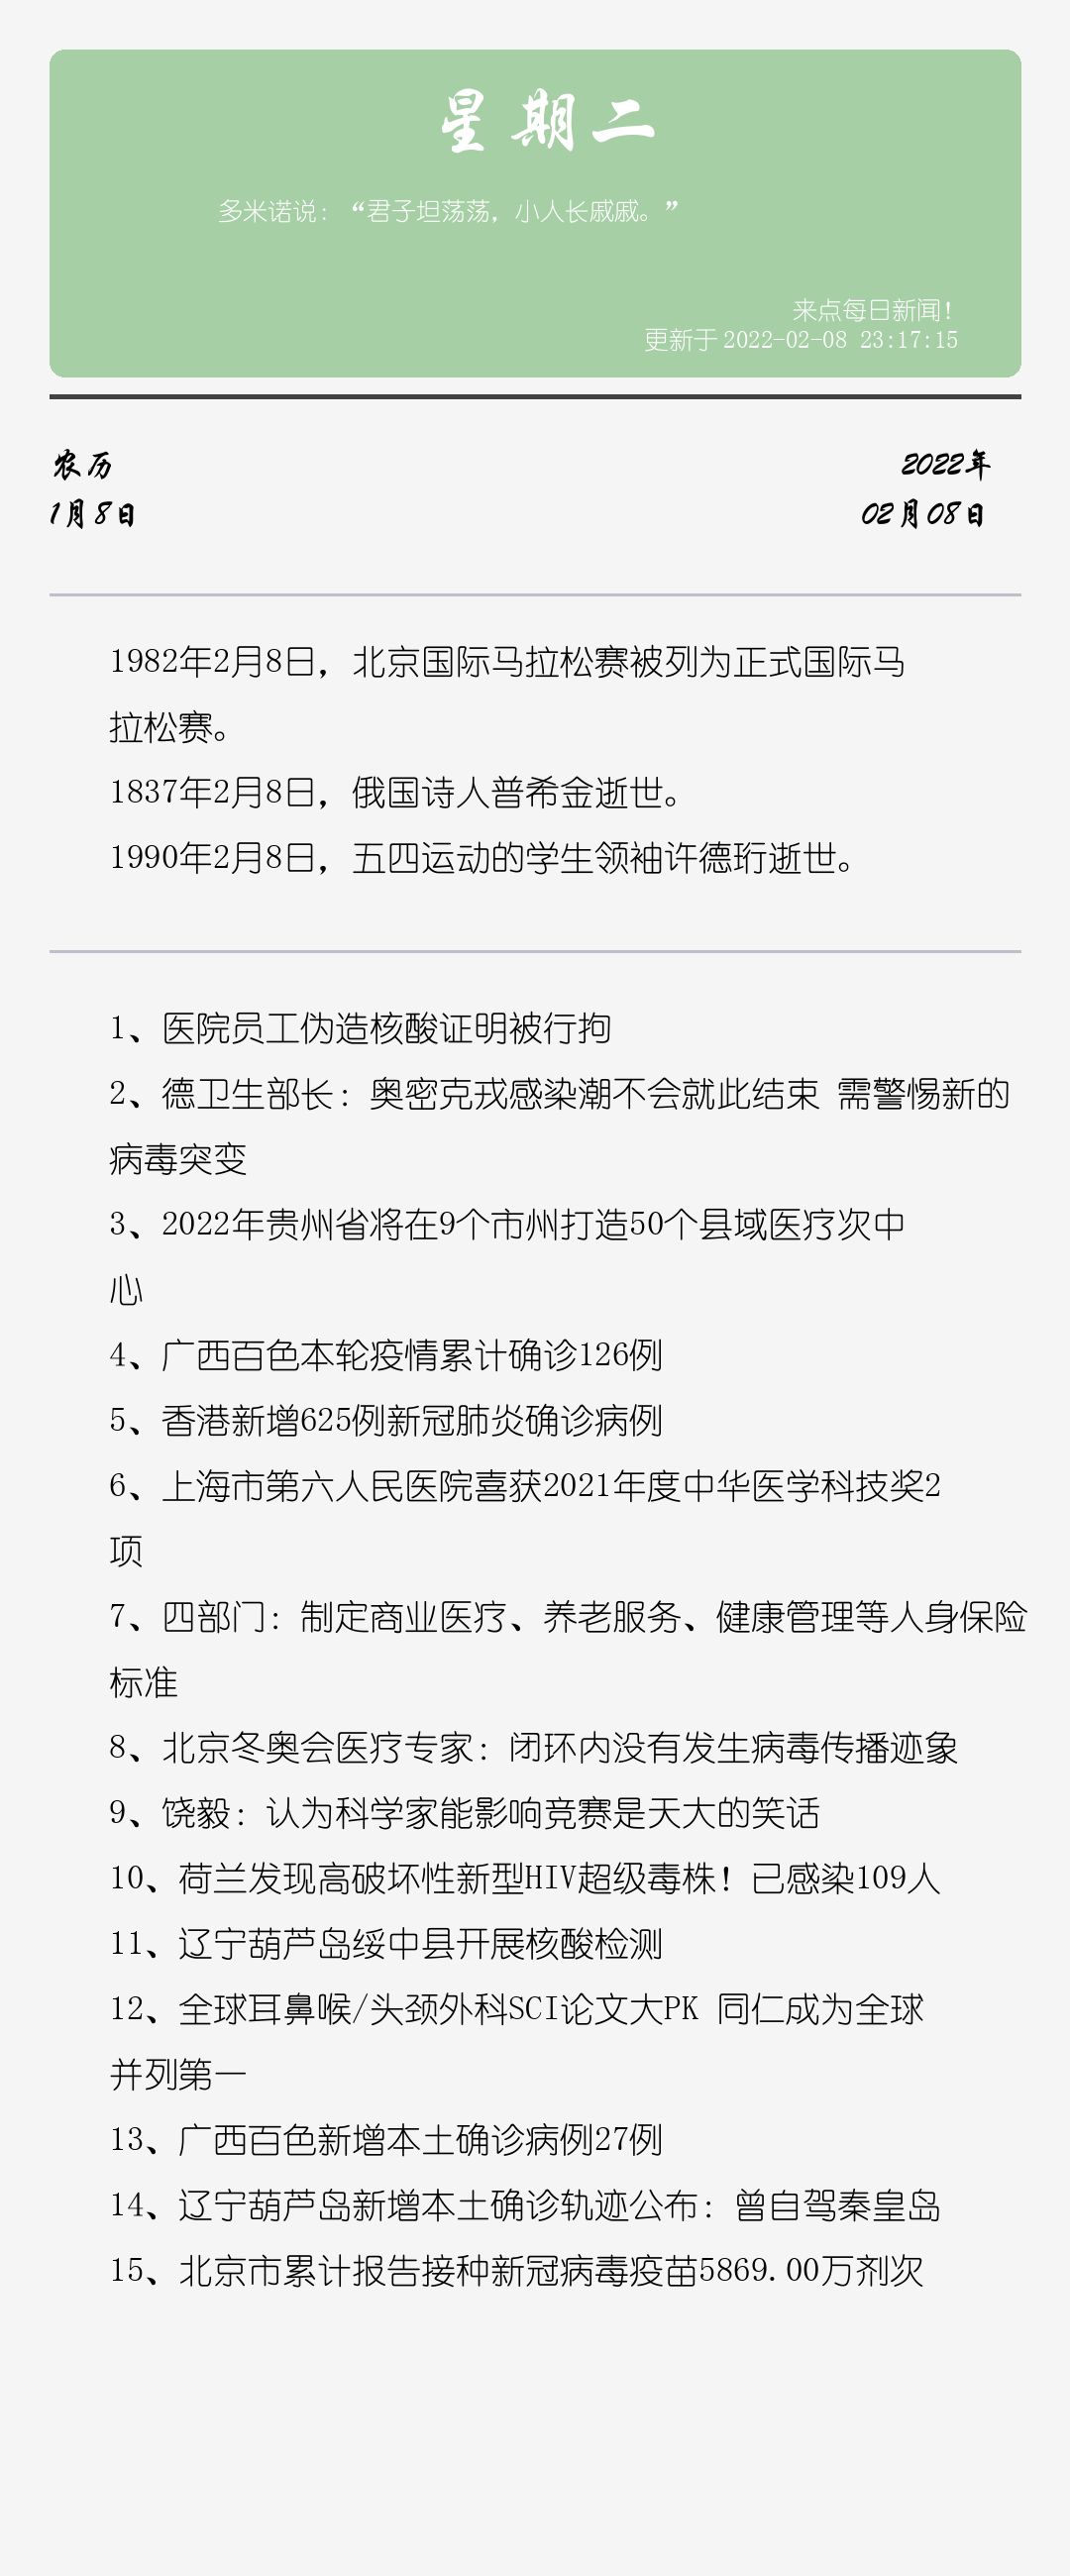 星期二
多米诺说：“君子坦荡荡，小人长戚戚。”
来点每日新闻！
更新于 2022-02-08 23:17:15
农历
2022年
1月8日
02月08日
1982年2月8日，北京国际马拉松赛被列为正式国际马
拉松赛。
1837年2月8日，俄国诗人普希金逝世。
1990年2月8日，五四运动的学生领袖许德珩逝世。
1、医院员工伪造核酸证明被行拘
2、德卫生部长：奥密克戎感染潮不会就此结束 需警惕新的
病毒突变
3、2022年贵州省将在9个市州打造50个县域医疗次中
心
4、广西百色本轮疫情累计确诊126例
5、香港新增625例新冠肺炎确诊病例
6、上海市第六人民医院喜获2021年度中华医学科技奖2
项
7、四部门：制定商业医疗、养老服务、健康管理等人身保险
标准
8、北京冬奥会医疗专家：闭环内没有发生病毒传播迹象
9、饶毅：认为科学家能影响竞赛是天大的笑话
10、荷兰发现高破坏性新型HIV超级毒株！已感染109人
11、辽宁葫芦岛绥中县开展核酸检测
12、全球耳鼻喉/头颈外科SCI论文大PK 同仁成为全球
并列第一
13、广西百色新增本土确诊病例27例
14、辽宁葫芦岛新增本土确诊轨迹公布：曾自驾秦皇岛
15、北京市累计报告接种新冠病毒疫苗5869.00万剂次